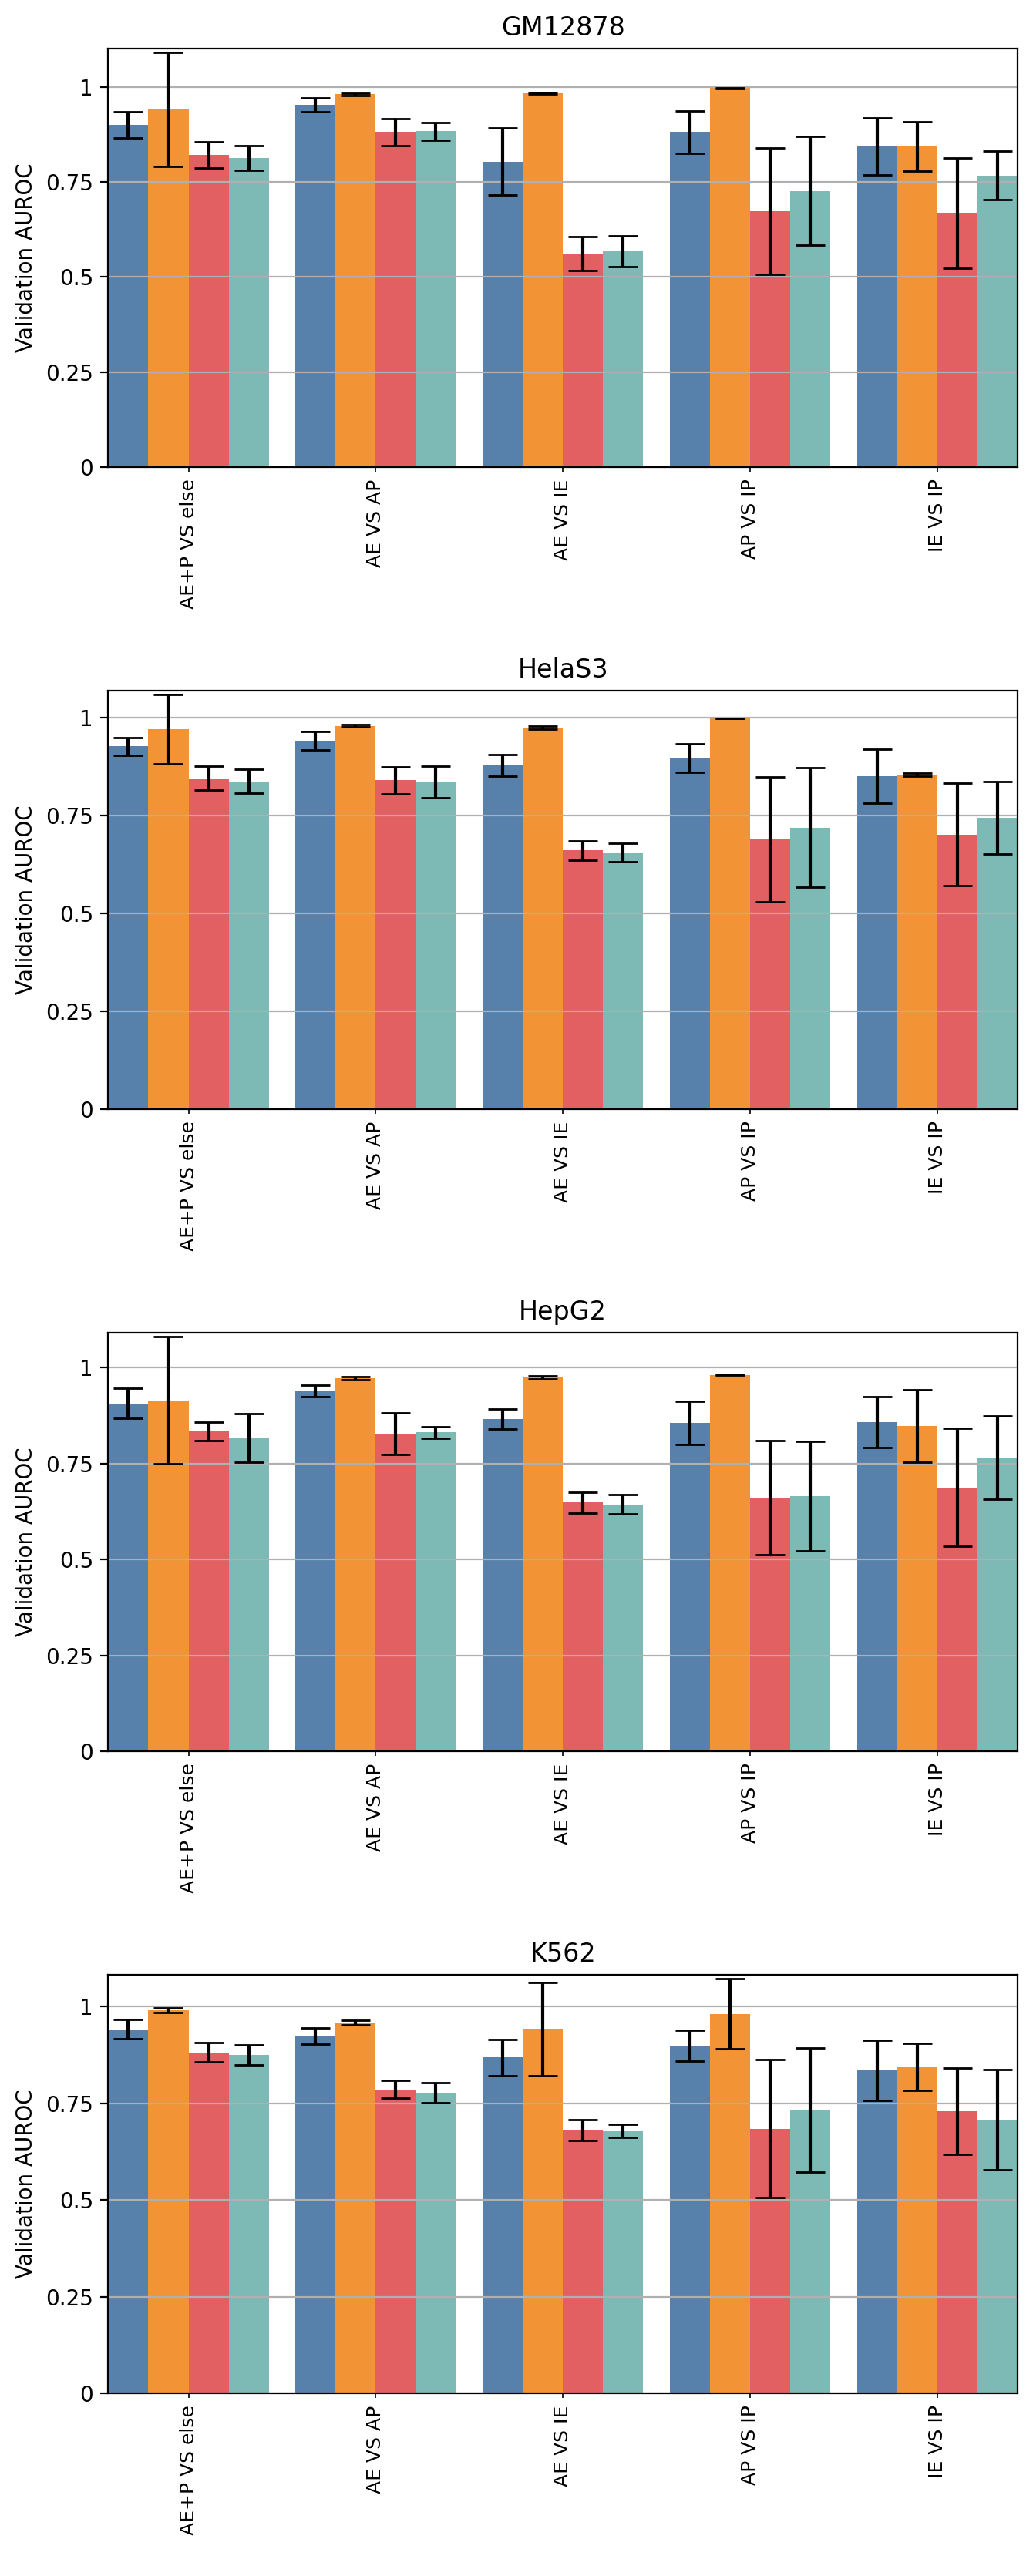 GM12878
Validation AUROC
1
0.75
0.5
0.25
0
AE+P VS else
AE VS AP
AE VS IE
AP VS IP
IE VS IP
HelaS3
Validation AUROC
1
0.75
0.5
0.25
0
AE+P VS else
AE VS AP
AE VS IE
AP VS IP
IE VS IP
HepG2
Validation AUROC
1
0.75
0.5
0.25
0
AE+P VS else
AE VS AP
AE VS IE
AP VS IP
IE VS IP
K562
Validation AUROC
1
0.75
0.5
0.25
0
AE+P VS else
AE VS AP
AE VS IE
AP VS IP
IE VS IP